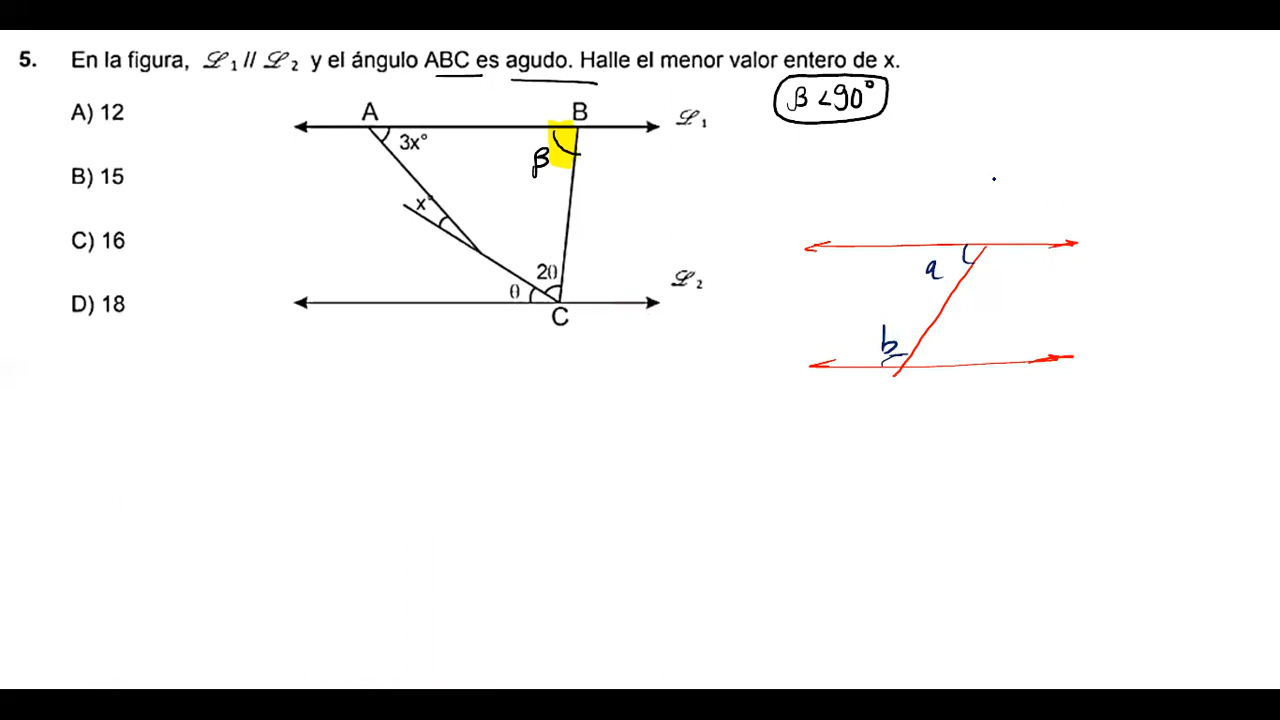 5. En la figura, ℒ₁ // ℒ₂ y el ángulo ABC es agudo. Halle el menor valor entero de x.
β < 90°
A) 12
B) 15
C) 16
D) 18
A
B
ℒ₁
3x°
β
x°
2θ
θ
C
ℒ₂
a
b